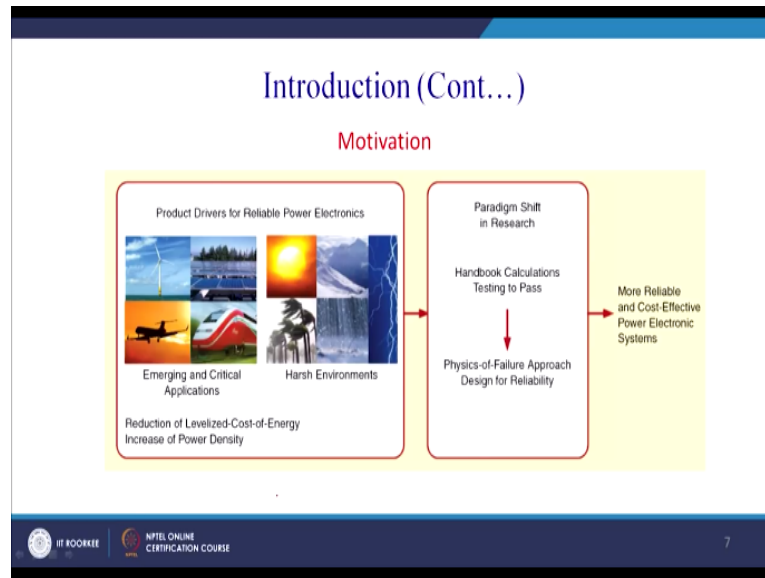 Introduction (Cont...)
Motivation
Product Drivers for Reliable Power Electronics
Emerging and Critical
Applications
Harsh Environments
Reduction of Levelized-Cost-of-Energy
Increase of Power Density
Paradigm Shift
in Research
Handbook Calculations
Testing to Pass
Physics-of-Failure Approach
Design for Reliability
More Reliable
and Cost-Effective
Power Electronic
Systems
IIT ROORKEE
NPTEL ONLINE
CERTIFICATION COURSE
7